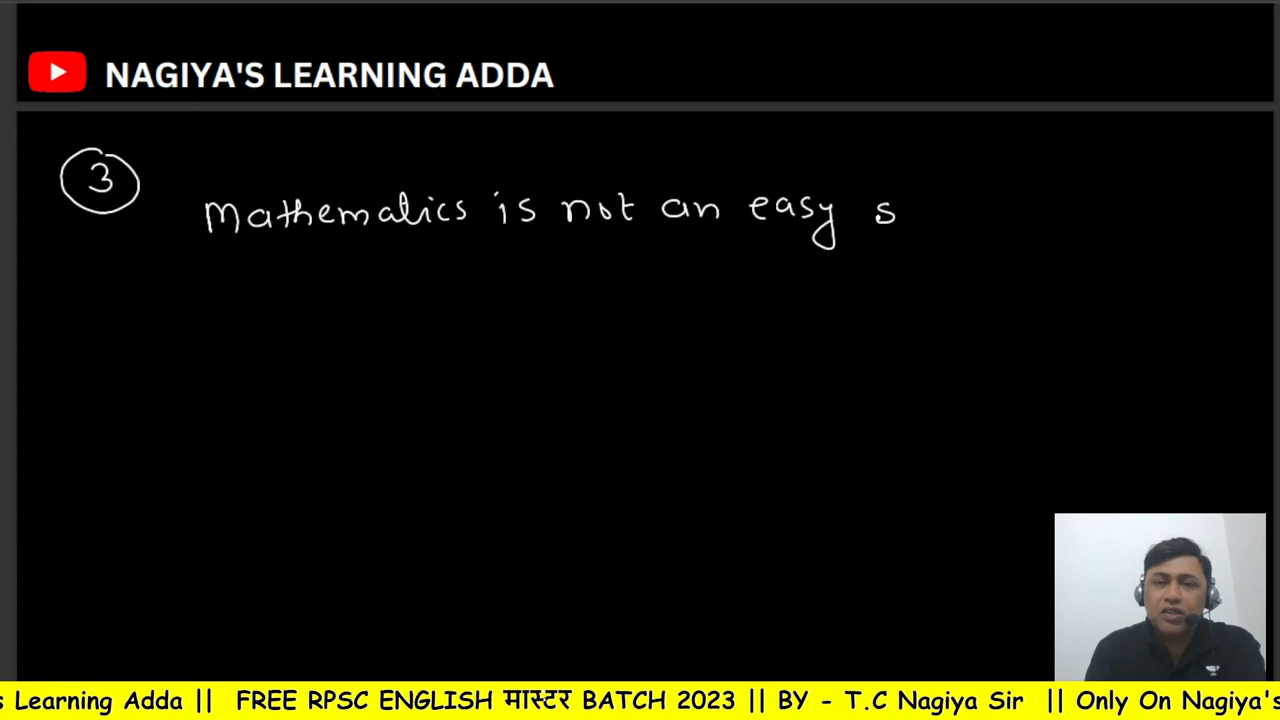 NAGIYA'S LEARNING ADDA
3
Mathematics is not an easy s
s Learning Adda || FREE RPSC ENGLISH मास्टर BATCH 2023 || BY - T.C Nagiya Sir || Only On Nagiya's